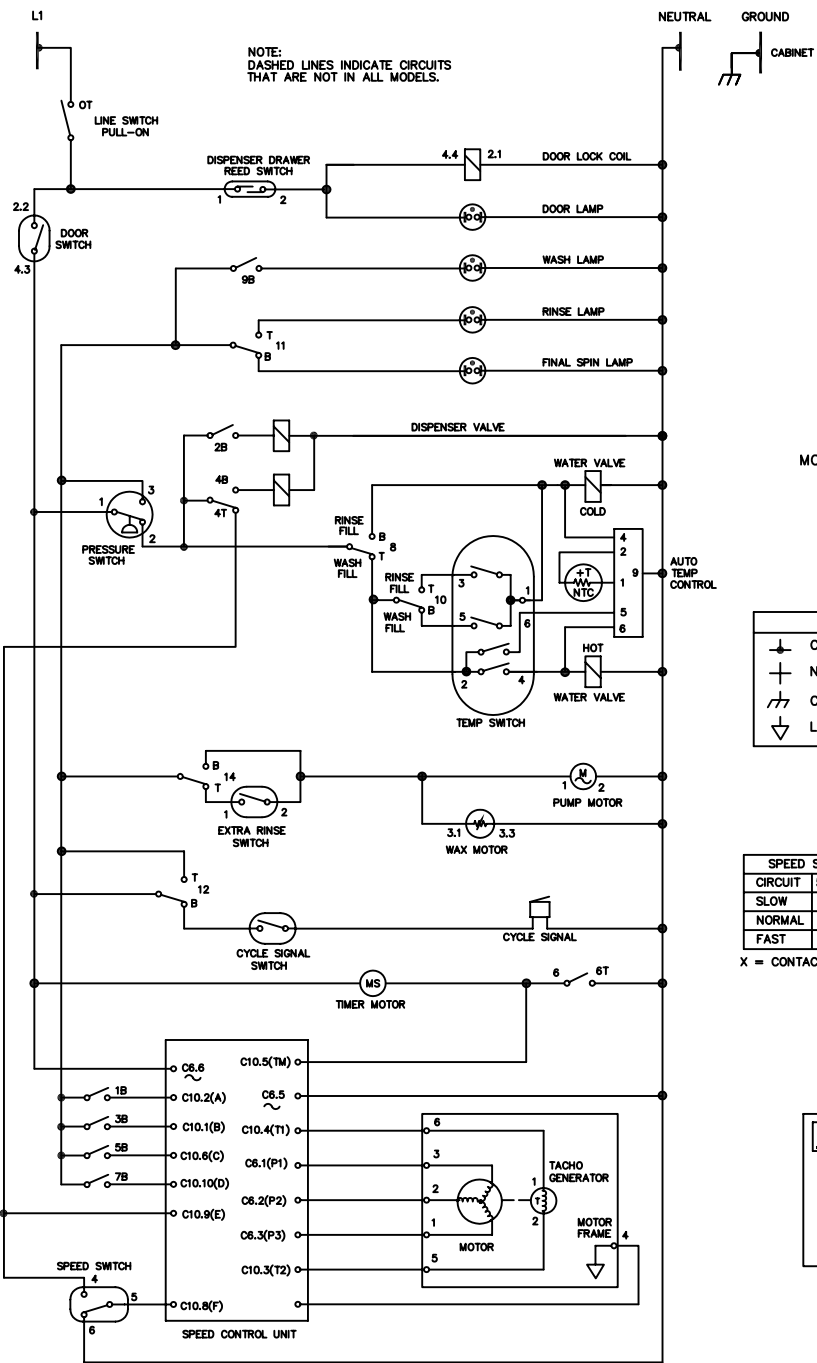 L1
NEUTRAL
GROUND
CABINET
NOTE:
DASHED LINES INDICATE CIRCUITS
THAT ARE NOT IN ALL MODELS.
OT
LINE SWITCH
PULL-ON
DISPENSER DRAWER
REED SWITCH
1
2
4.4
2.1
DOOR LOCK COIL
DOOR LAMP
2.2
DOOR
SWITCH
4.3
9B
WASH LAMP
T
11
B
RINSE LAMP
FINAL SPIN LAMP
2B
DISPENSER VALVE
4B
4T
1
3
2
PRESSURE
SWITCH
RINSE
FILL
B
8
T
WASH
FILL
RINSE
FILL
T
10
B
WASH
FILL
3
5
1
6
2
4
TEMP SWITCH
WATER VALVE
COLD
+T
NTC
4
2
1
9
5
6
AUTO
TEMP
CONTROL
HOT
WATER VALVE
MO
C
N
C
L
B
14
T
1
2
EXTRA RINSE
SWITCH
M
1
2
PUMP MOTOR
3.1
3.3
WAX MOTOR
T
12
B
CYCLE SIGNAL
SWITCH
CYCLE SIGNAL
MS
TIMER MOTOR
6
6T
SPEED S
CIRCUIT
SLOW
NORMAL
FAST
X = CONTAC
C6.6
C10.5(TM)
1B
C10.2(A)
C6.5
3B
C10.1(B)
C10.4(T1)
5B
C10.6(C)
C6.1(P1)
7B
C10.10(D)
C6.2(P2)
C10.9(E)
C6.3(P3)
C10.3(T2)
C10.8(F)
SPEED CONTROL UNIT
SPEED SWITCH
4
5
6
6
3
2
1
5
MOTOR
TACHO
GENERATOR
1
T
2
MOTOR
FRAME
4